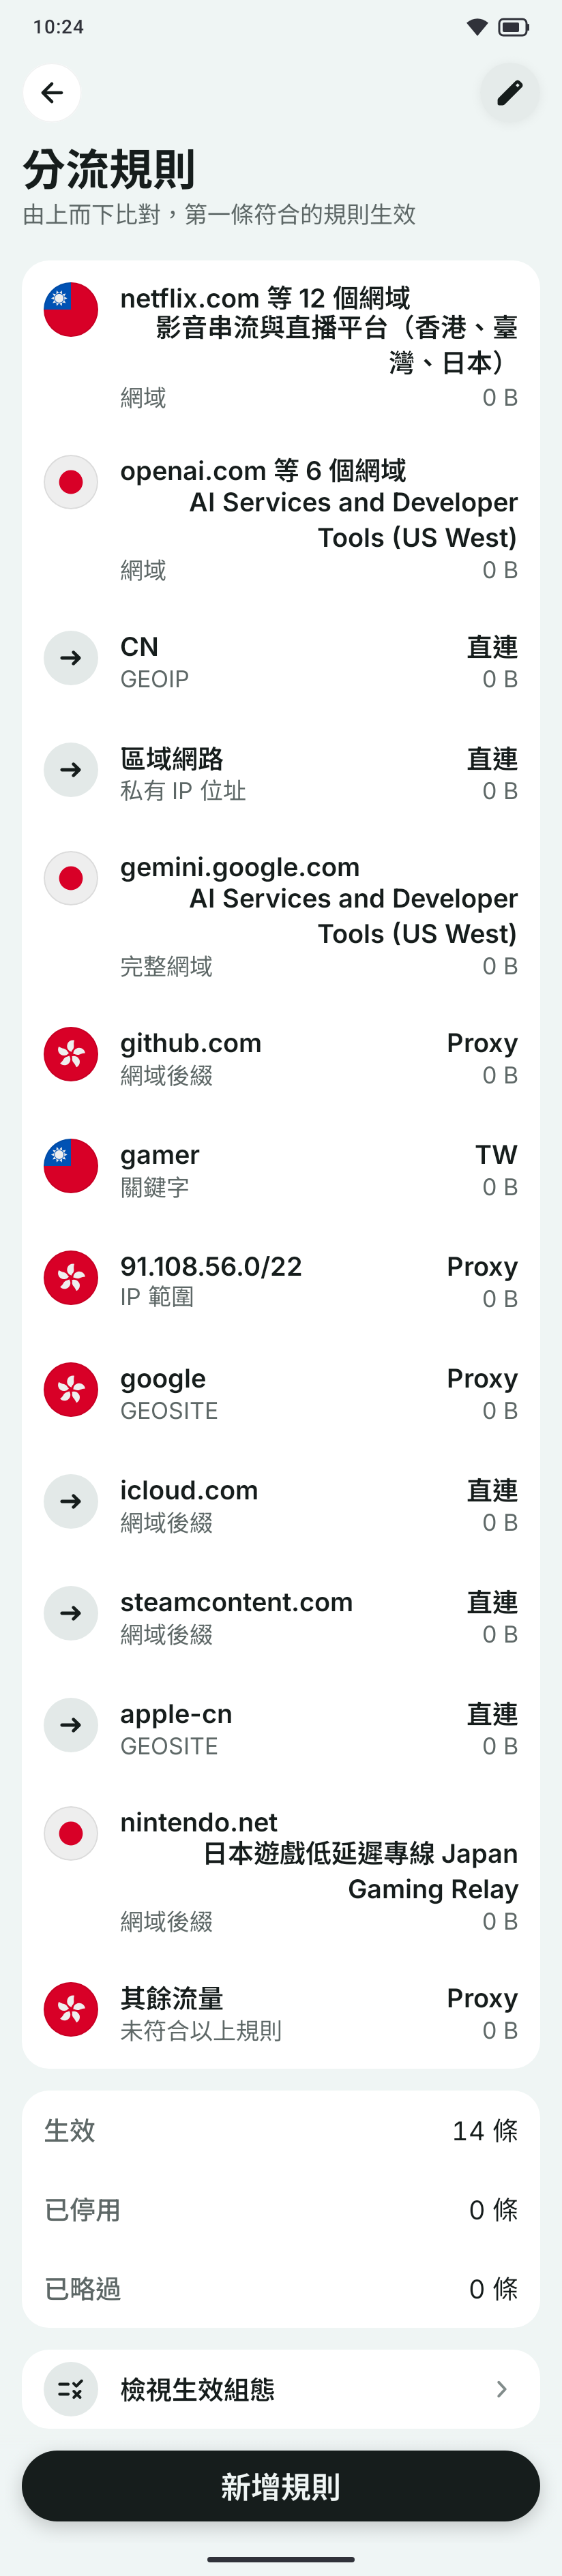 10:24
分流規則
由上而下比對，第一條符合的規則生效
netflix.com 等 12 個網域
影音串流與直播平台（香港、臺
灣、日本）
網域 0 B
openai.com 等 6 個網域
AI Services and Developer
Tools (US West)
網域 0 B
CN 直連
GEOIP 0 B
區域網路 直連
私有 IP 位址 0 B
gemini.google.com
AI Services and Developer
Tools (US West)
完整網域 0 B
github.com Proxy
網域後綴 0 B
gamer TW
關鍵字 0 B
91.108.56.0/22 Proxy
IP 範圍 0 B
google Proxy
GEOSITE 0 B
icloud.com 直連
網域後綴 0 B
steamcontent.com 直連
網域後綴 0 B
apple-cn 直連
GEOSITE 0 B
nintendo.net
日本遊戲低延遲專線 Japan
Gaming Relay
網域後綴 0 B
其餘流量 Proxy
未符合以上規則 0 B
生效 14 條
已停用 0 條
已略過 0 條
檢視生效組態
新增規則